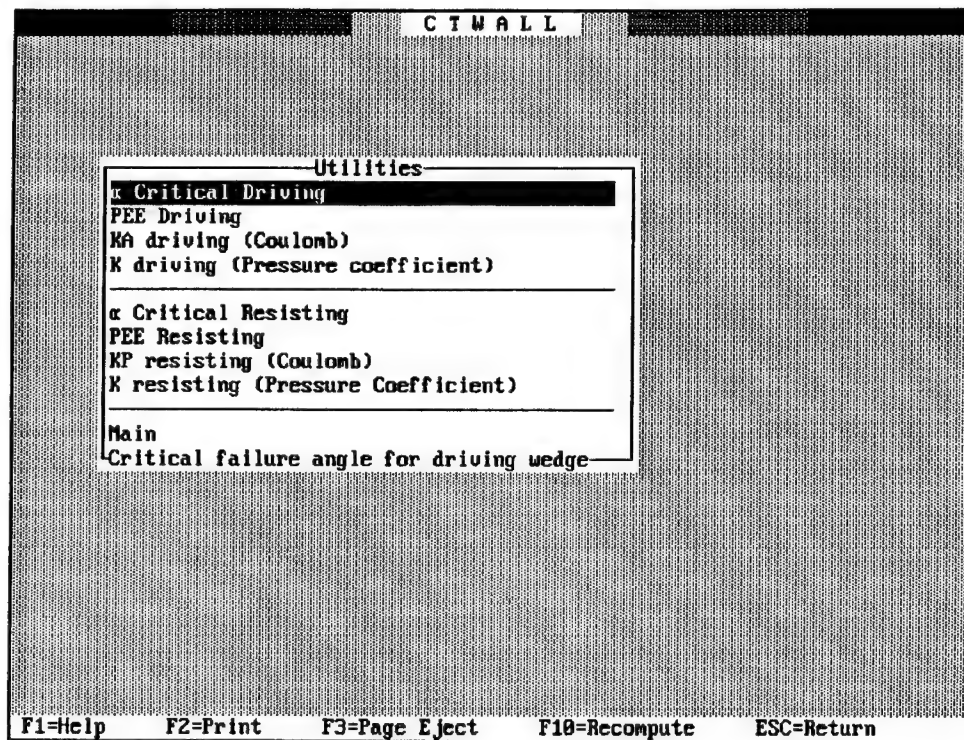 C T W A L L
Utilities
α Critical Driving
PEE Driving
KA driving (Coulomb)
K driving (Pressure coefficient)
α Critical Resisting
PEE Resisting
KP resisting (Coulomb)
K resisting (Pressure Coefficient)
Main
Critical failure angle for driving wedge
F1=Help F2=Print F3=Page Eject F10=Recompute ESC=Return